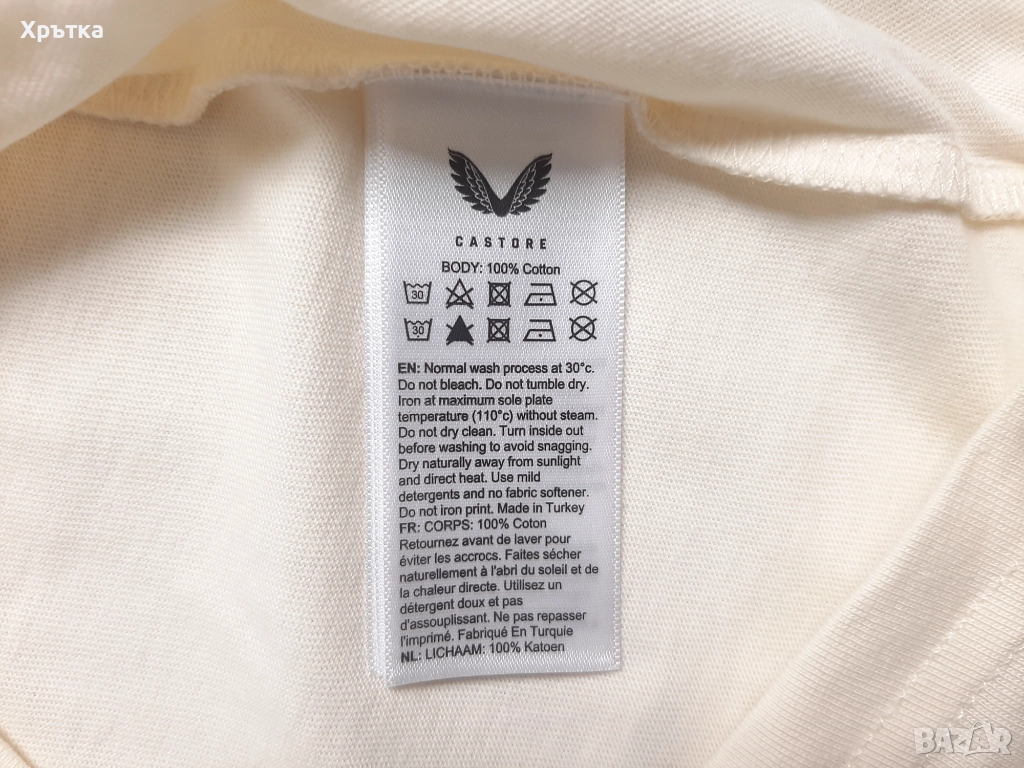 Хрътка
CASTORE
BODY: 100% Cotton
30
30
EN: Normal wash process at 30°c.
Do not bleach. Do not tumble dry.
Iron at maximum sole plate
temperature (110°c) without steam.
Do not dry clean. Turn inside out
before washing to avoid snagging.
Dry naturally away from sunlight
and direct heat. Use mild
detergents and no fabric softener.
Do not iron print. Made in Turkey
FR: CORPS: 100% Coton
Retournez avant de laver pour
éviter les accrocs. Faites sécher
naturellement à l'abri du soleil et de
la chaleur directe. Utilisez un
détergent doux et pas
d'assouplissant. Ne pas repasser
l'imprimé. Fabriqué En Turquie
NL: LICHAAM: 100% Katoen
BAZAR